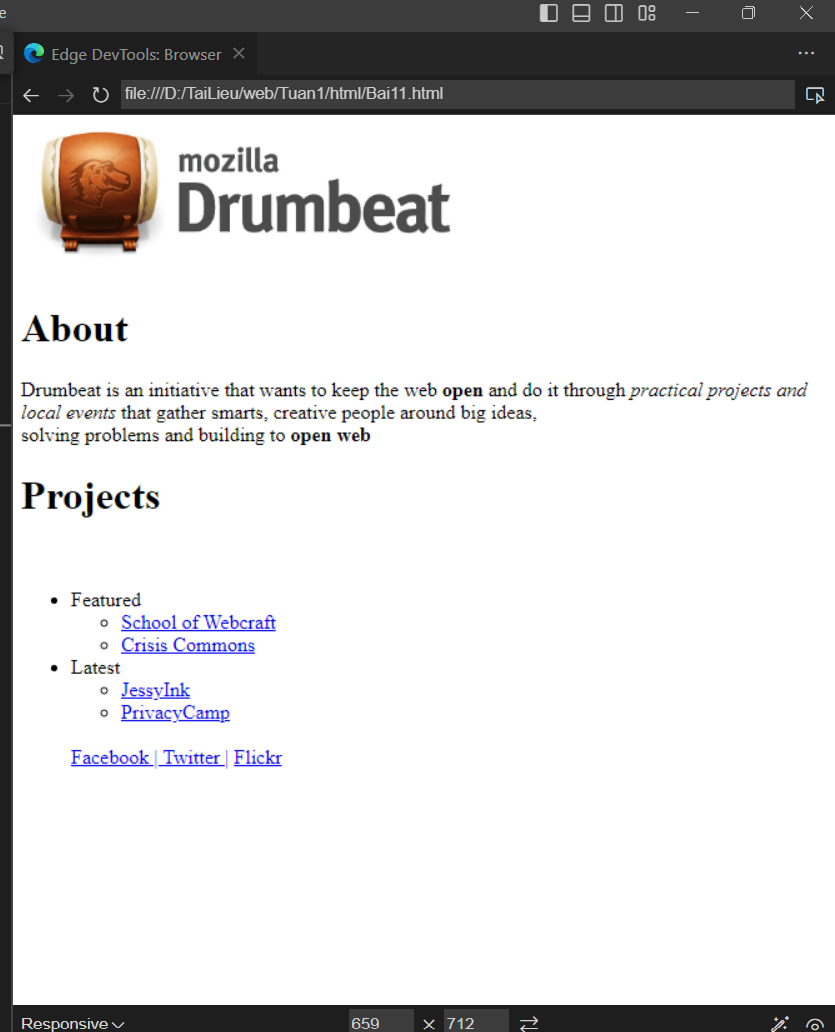 e
Edge DevTools: Browser
file:///D:/TaiLieu/web/Tuan1/html/Bai11.html
mozilla
Drumbeat
About
Drumbeat is an initiative that wants to keep the web open and do it through practical projects and
local events that gather smarts, creative people around big ideas,
solving problems and building to open web
Projects
Featured
School of Webcraft
Crisis Commons
Latest
JessyInk
PrivacyCamp
Facebook | Twitter | Flickr
Responsive
659 × 712